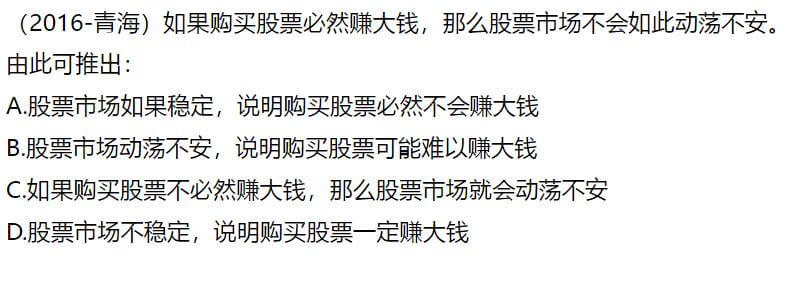 （2016-青海）如果购买股票必然赚大钱，那么股票市场不会如此动荡不安。
由此可推出：
A.股票市场如果稳定，说明购买股票必然不会赚大钱
B.股票市场动荡不安，说明购买股票可能难以赚大钱
C.如果购买股票不必然赚大钱，那么股票市场就会动荡不安
D.股票市场不稳定，说明购买股票一定赚大钱